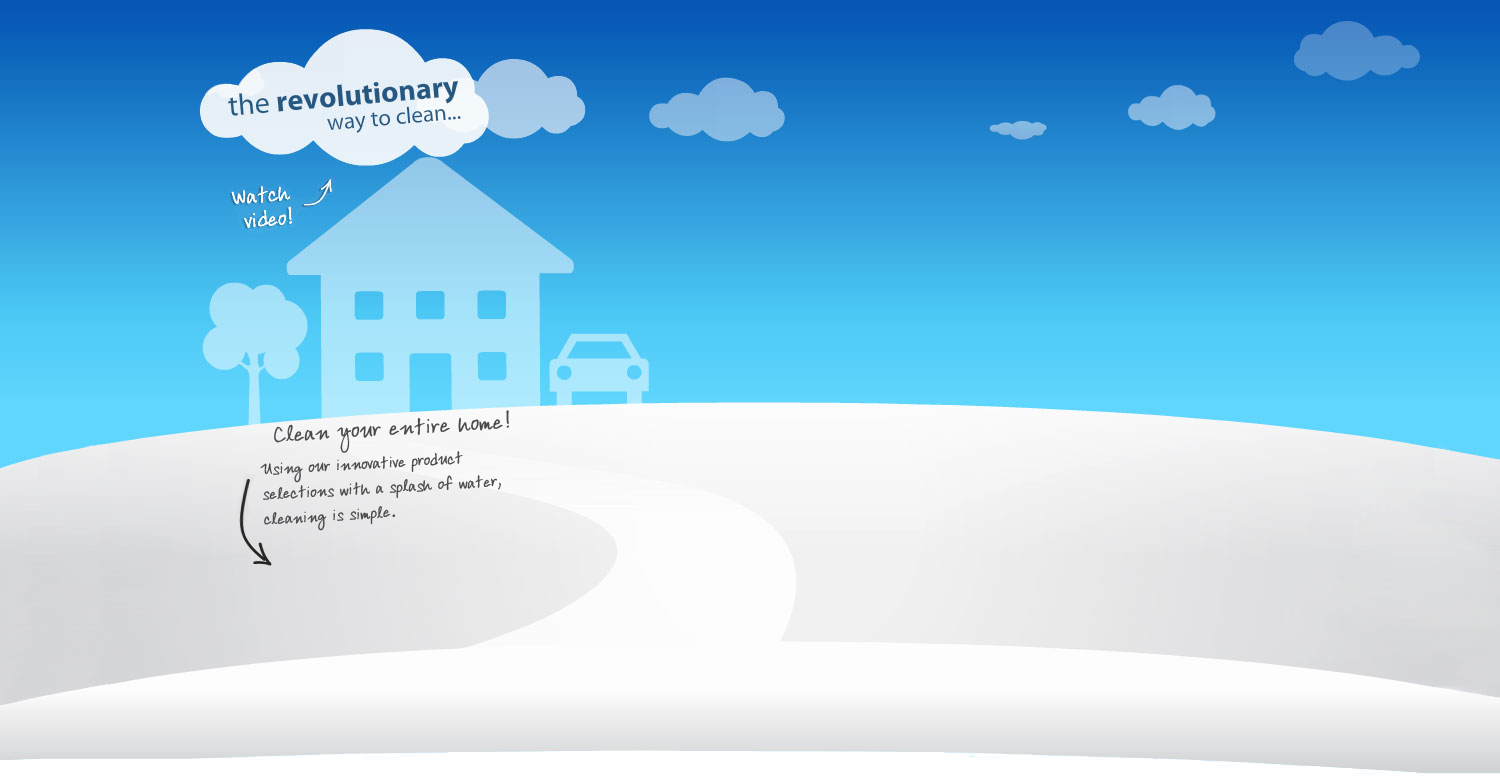 the revolutionary
way to clean...
Watch
video!
Clean your entire home!
Using our innovative product
selections with a splash of water,
cleaning is simple.